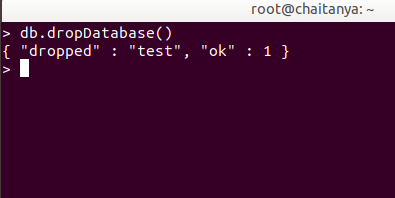 root@chaitanya: ~
> db.dropDatabase()
{ "dropped" : "test", "ok" : 1 }
>